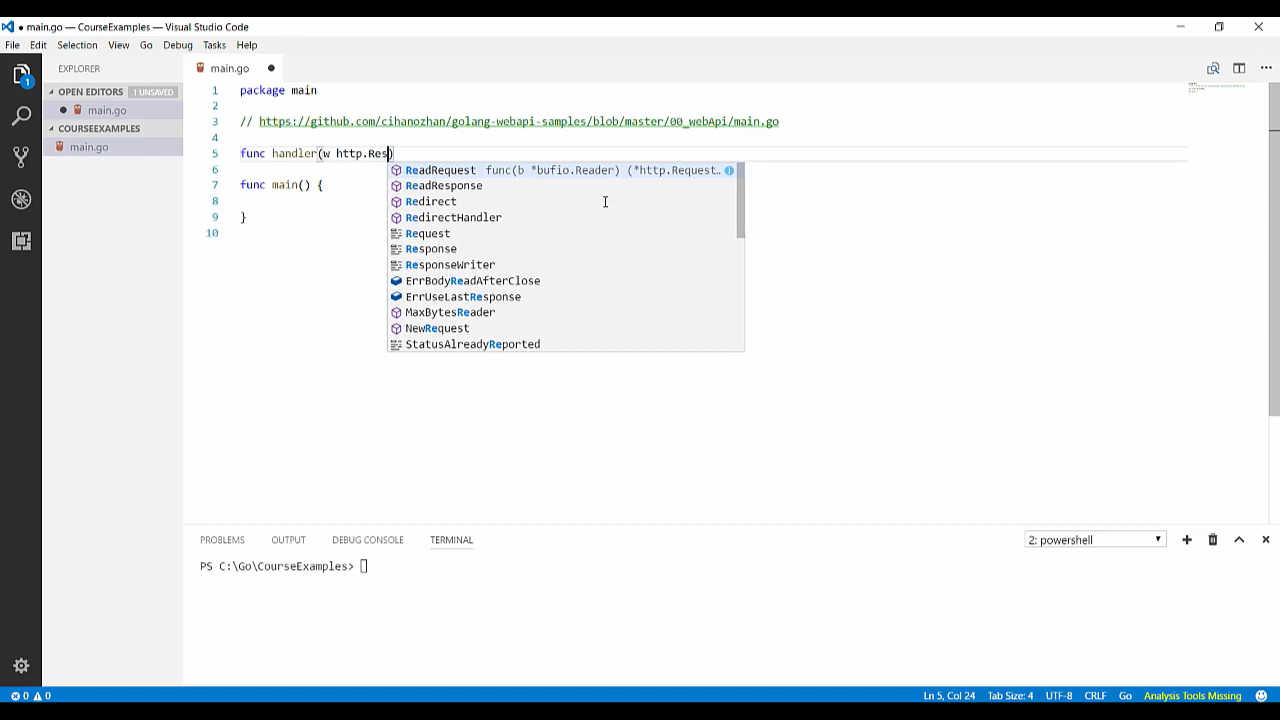 main.go — CourseExamples — Visual Studio Code
File Edit Selection View Go Debug Tasks Help
EXPLORER
main.go
OPEN EDITORS 1 UNSAVED
main.go
COURSEEXAMPLES
main.go
1
1 package main
2
3 // https://github.com/cihanozhan/golang-webapi-samples/blob/master/00_webApi/main.go
4
5 func handler(w http.Res)
6
7 func main() {
8
9 }
10
ReadRequest func(b *bufio.Reader) (*http.Request…
ReadResponse
Redirect
RedirectHandler
Request
Response
ResponseWriter
ErrBodyReadAfterClose
ErrUseLastResponse
MaxBytesReader
NewRequest
StatusAlreadyReported
PROBLEMS OUTPUT DEBUG CONSOLE TERMINAL 2: powershell
PS C:\Go\CourseExamples>
0 0 Ln 5, Col 24 Tab Size: 4 UTF-8 CRLF Go Analysis Tools Missing